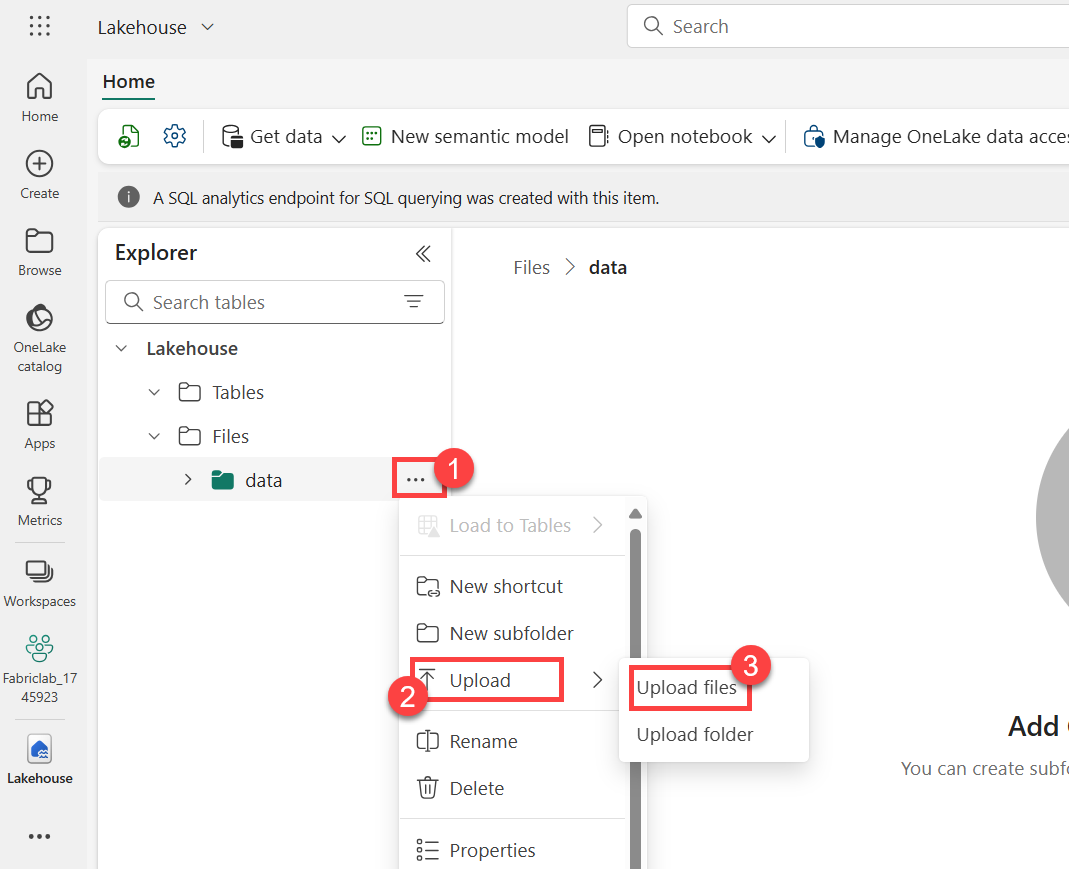 Lakehouse
Search
Home
Home
Create
Browse
OneLake
catalog
Apps
Metrics
Workspaces
Fabriclab_17
45923
Lakehouse
Get data
New semantic model
Open notebook
Manage OneLake data acces
A SQL analytics endpoint for SQL querying was created with this item.
Explorer
Search tables
Lakehouse
Tables
Files
data
1
Files > data
Load to Tables
New shortcut
New subfolder
2
Upload
Rename
Delete
Properties
3
Upload files
Upload folder
Add
You can create subfo